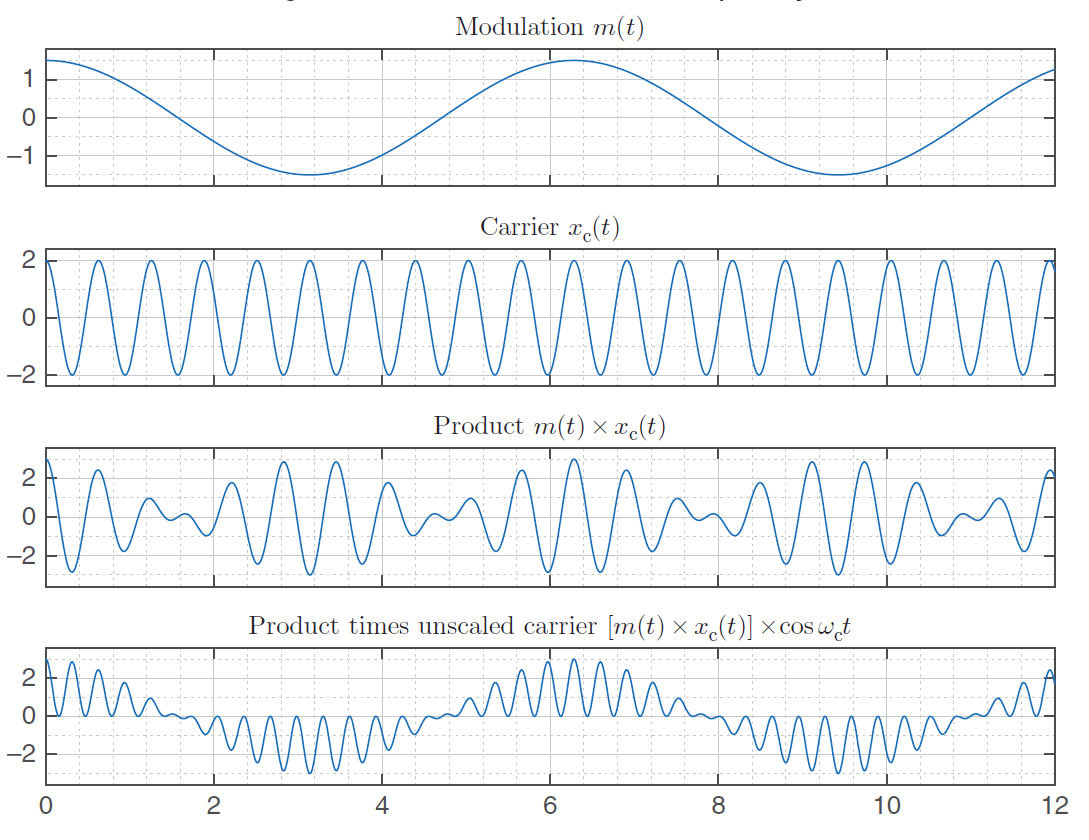 Modulation m(t)
1
0
−1
Carrier x_c(t)
2
0
−2
Product m(t) × x_c(t)
2
0
−2
Product times unscaled carrier [m(t) × x_c(t)] × cos ω_c t
2
0
−2
0 2 4 6 8 10 12